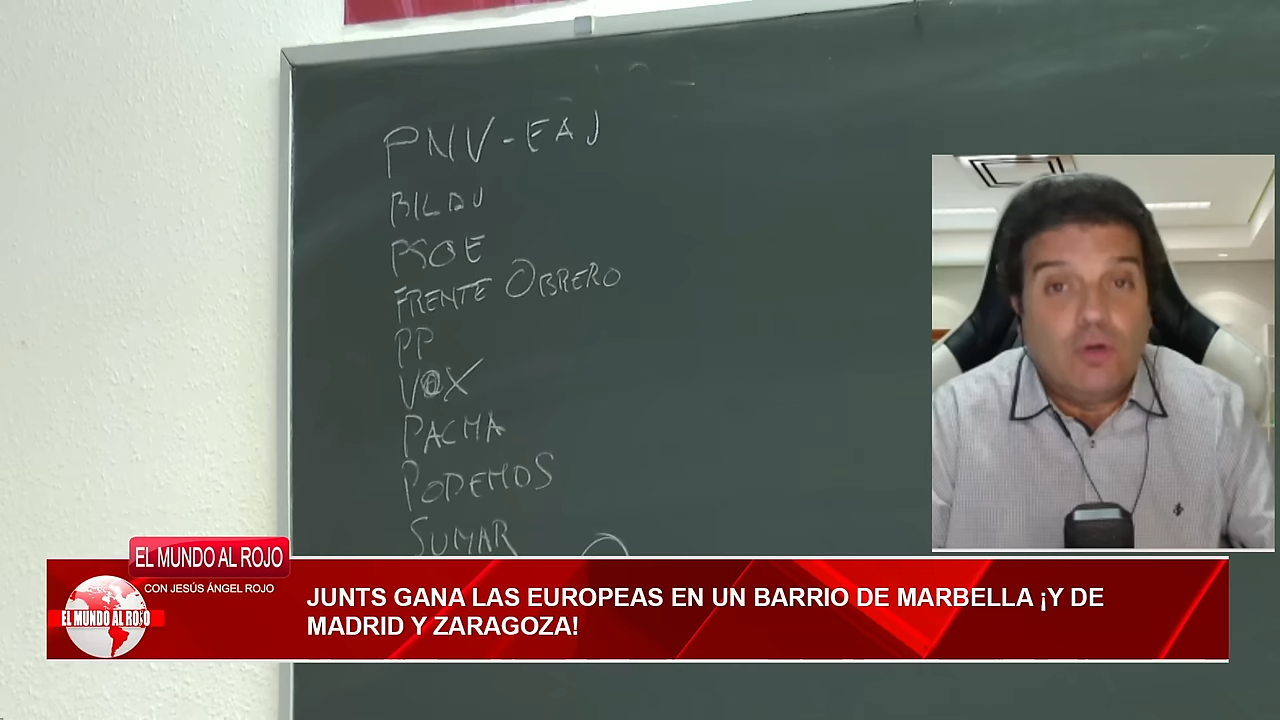 PNV-EAJ
BILDU
PSOE
FRENTE OBRERO
PP
VOX
PACMA
PODEMOS
SUMAR
EL MUNDO AL ROJO
CON JESÚS ÁNGEL ROJO
EL MUNDO AL ROJO
JUNTS GANA LAS EUROPEAS EN UN BARRIO DE MARBELLA ¡Y DE
MADRID Y ZARAGOZA!